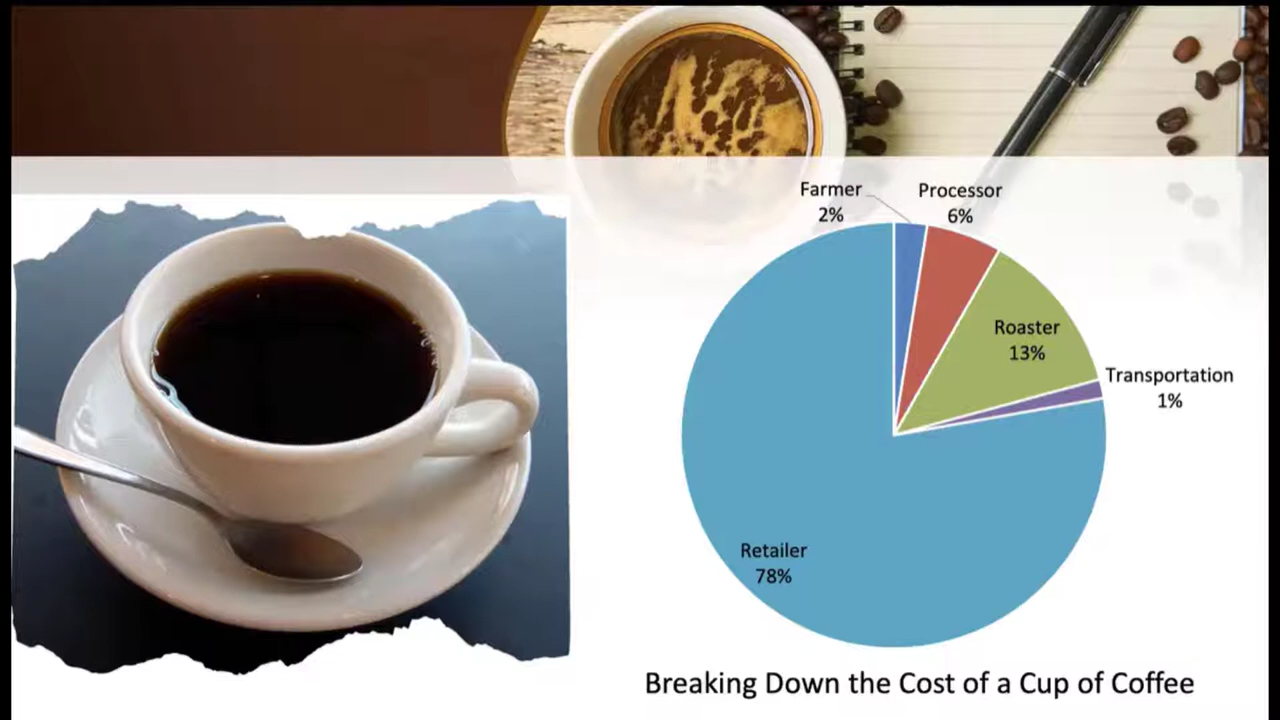 Farmer
2%
Processor
6%
Roaster
13%
Transportation
1%
Retailer
78%
Breaking Down the Cost of a Cup of Coffee